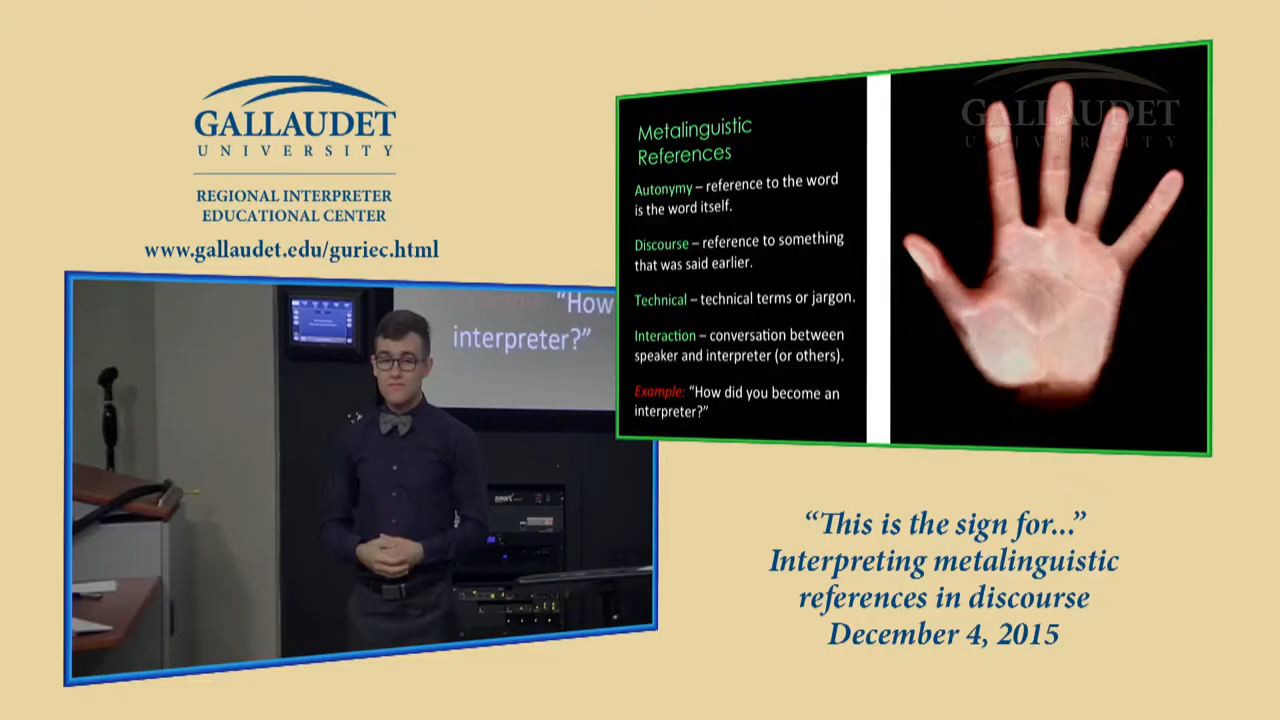 GALLAUDET
UNIVERSITY
REGIONAL INTERPRETER
EDUCATIONAL CENTER
www.gallaudet.edu/guriec.html
"How
interpreter?"
Metalinguistic
References
Autonymy – reference to the word
is the word itself.
Discourse – reference to something
that was said earlier.
Technical – technical terms or jargon.
Interaction – conversation between
speaker and interpreter (or others).
Example: "How did you become an
interpreter?"
GALLAUDET
UNIVERSITY
"This is the sign for..."
Interpreting metalinguistic
references in discourse
December 4, 2015